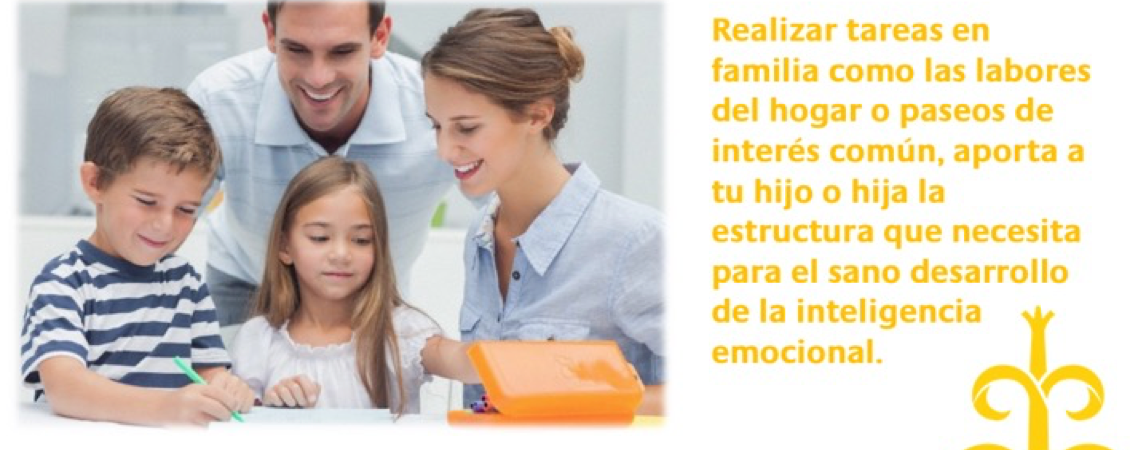 Realizar tareas en
familia como las labores
del hogar o paseos de
interés común, aporta a
tu hijo o hija la
estructura que necesita
para el sano desarrollo
de la inteligencia
emocional.